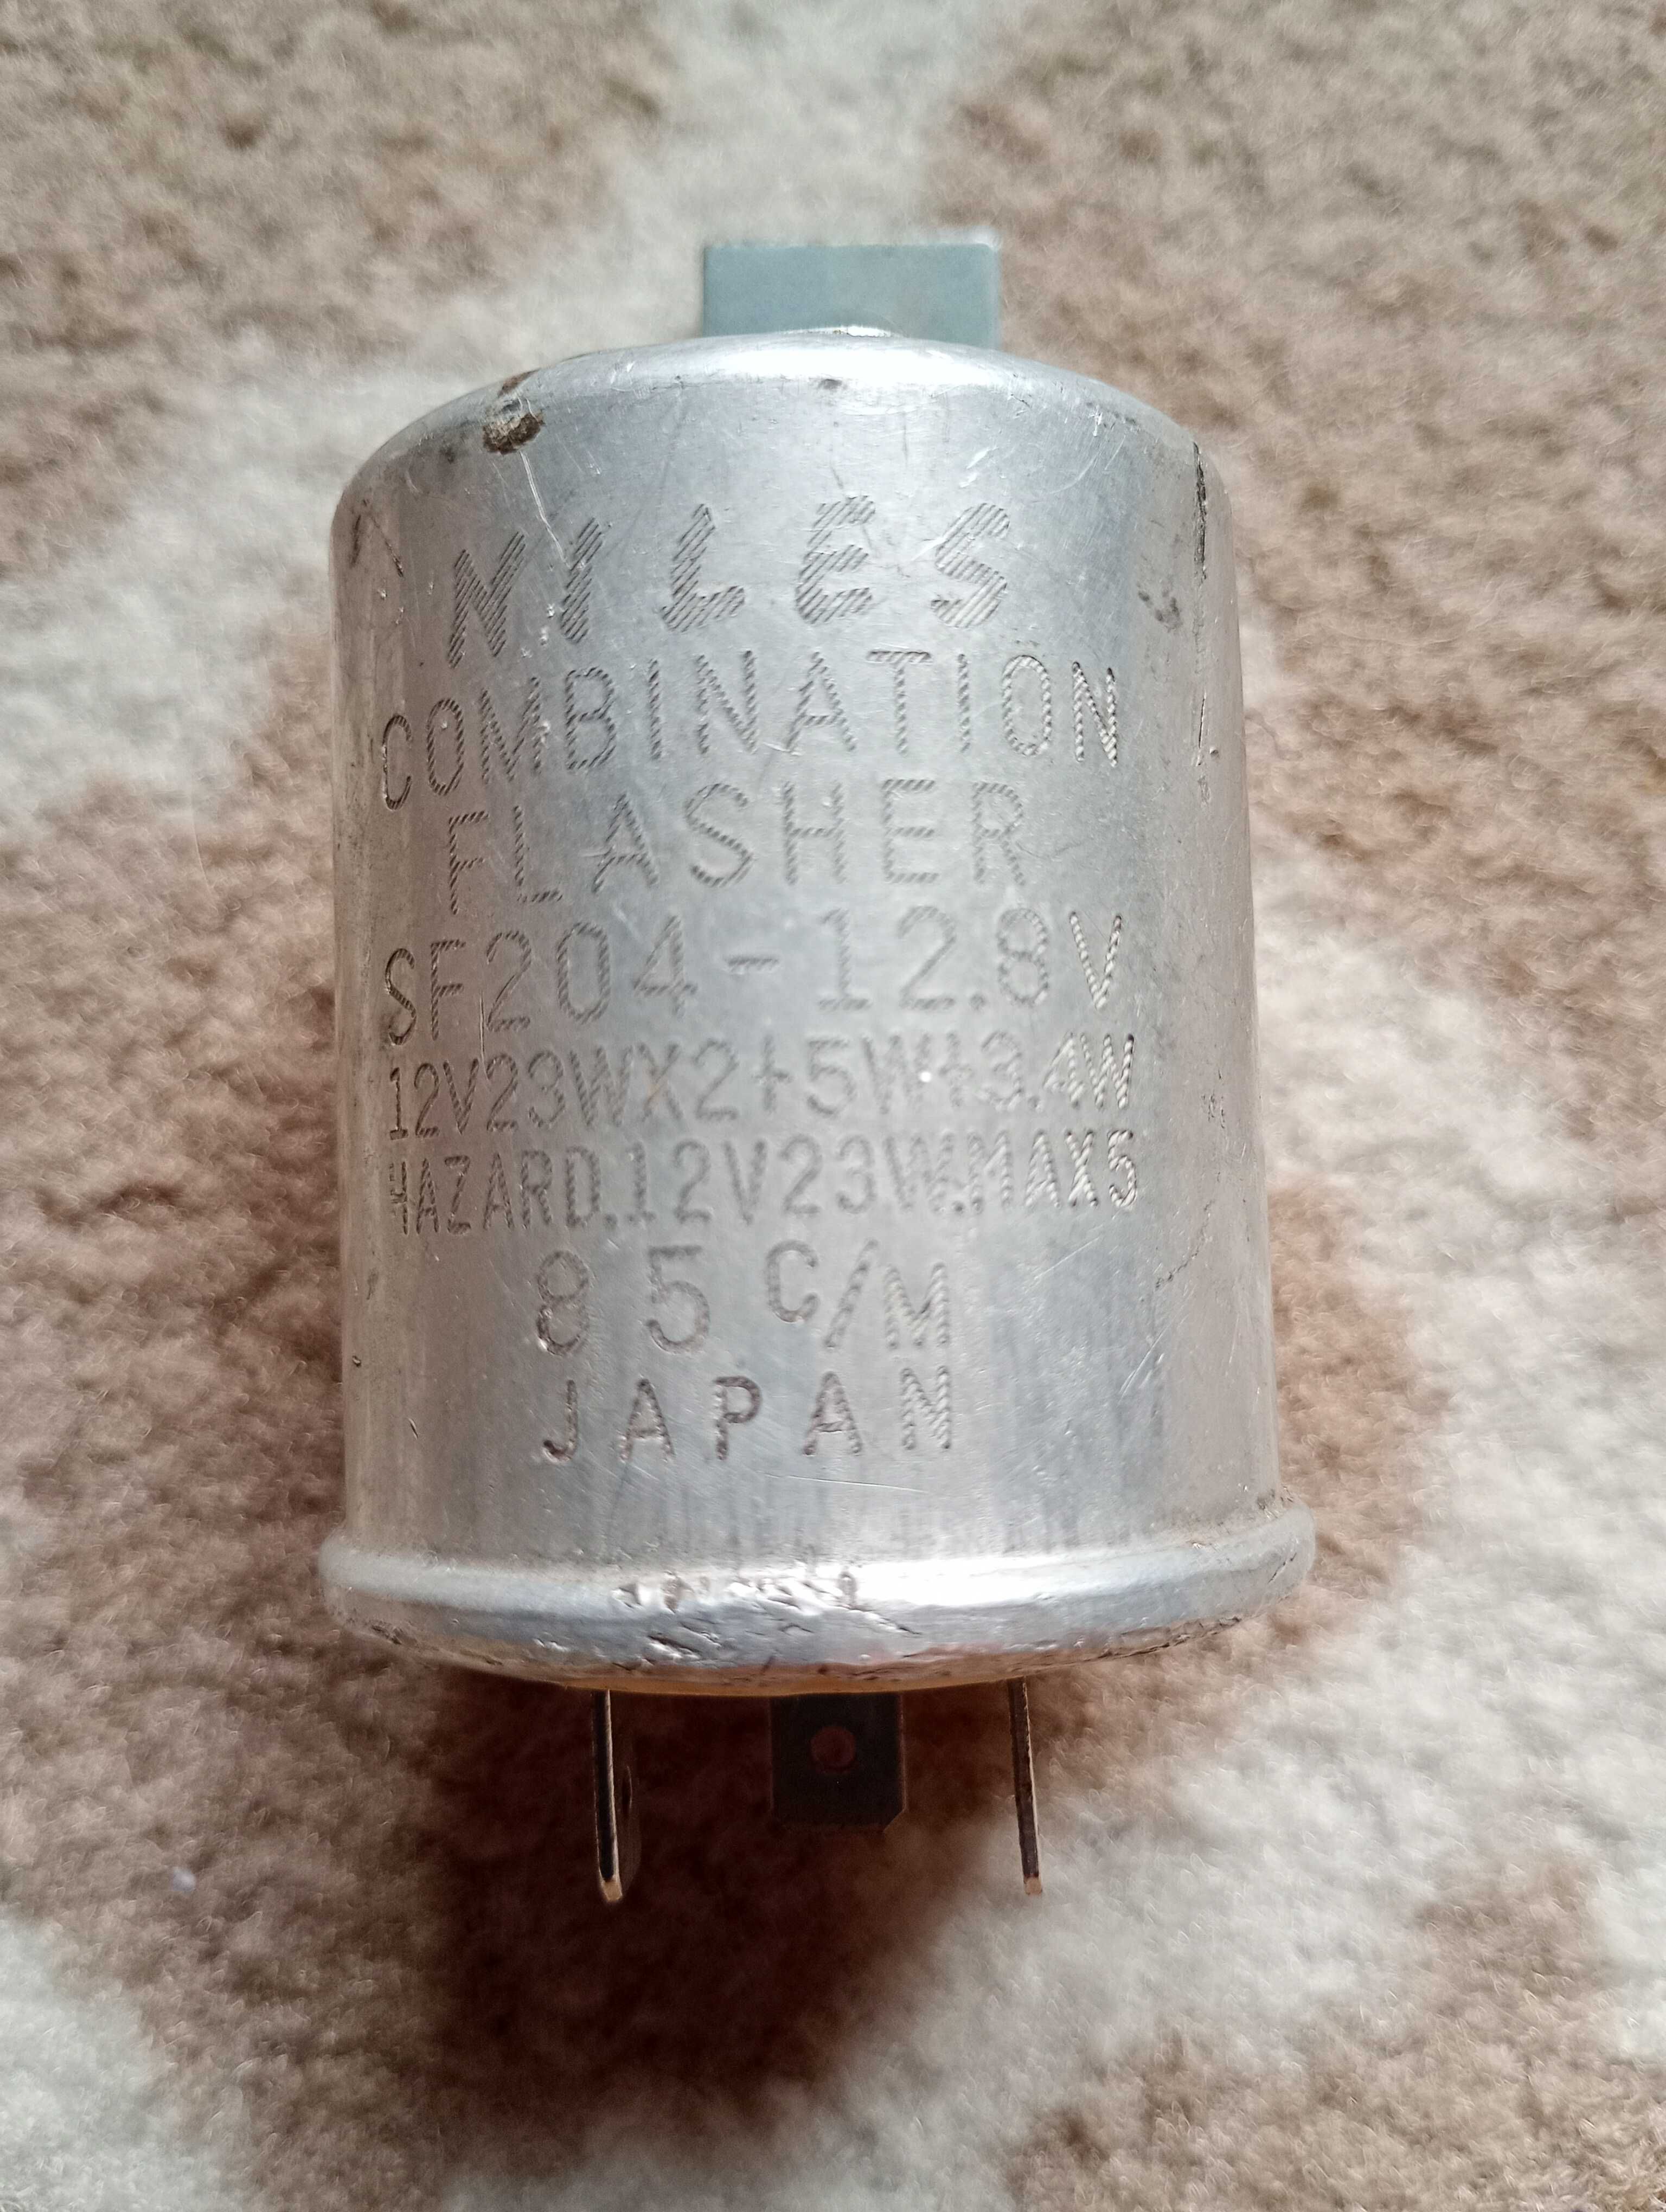 NILES
COMBINATION
FLASHER
SF204-12.8V
12V23WX2+5W+3.4W
HAZARD.12V23W.MAX5
85 C/M
JAPAN